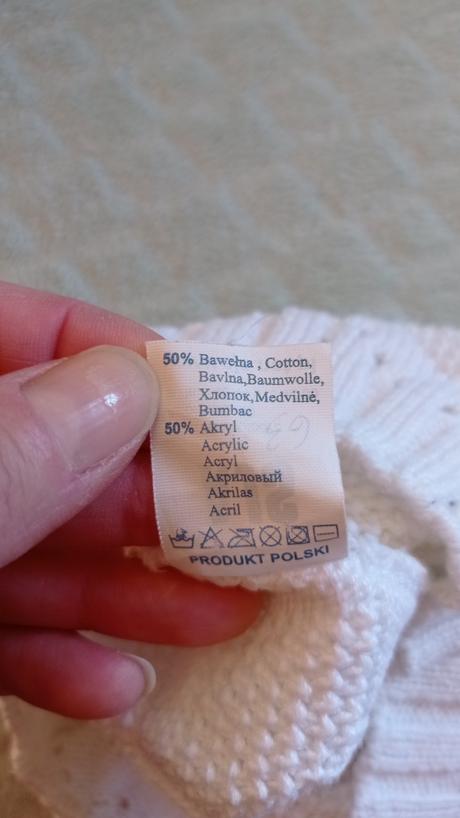 50% Bawełna , Cotton,
Bavlna,Baumwolle,
Хлопок,Medvilnė,
Bumbac
50% Akryl
Acrylic
Acryl
Акриловый
Akrilas
Acril
PRODUKT POLSKI